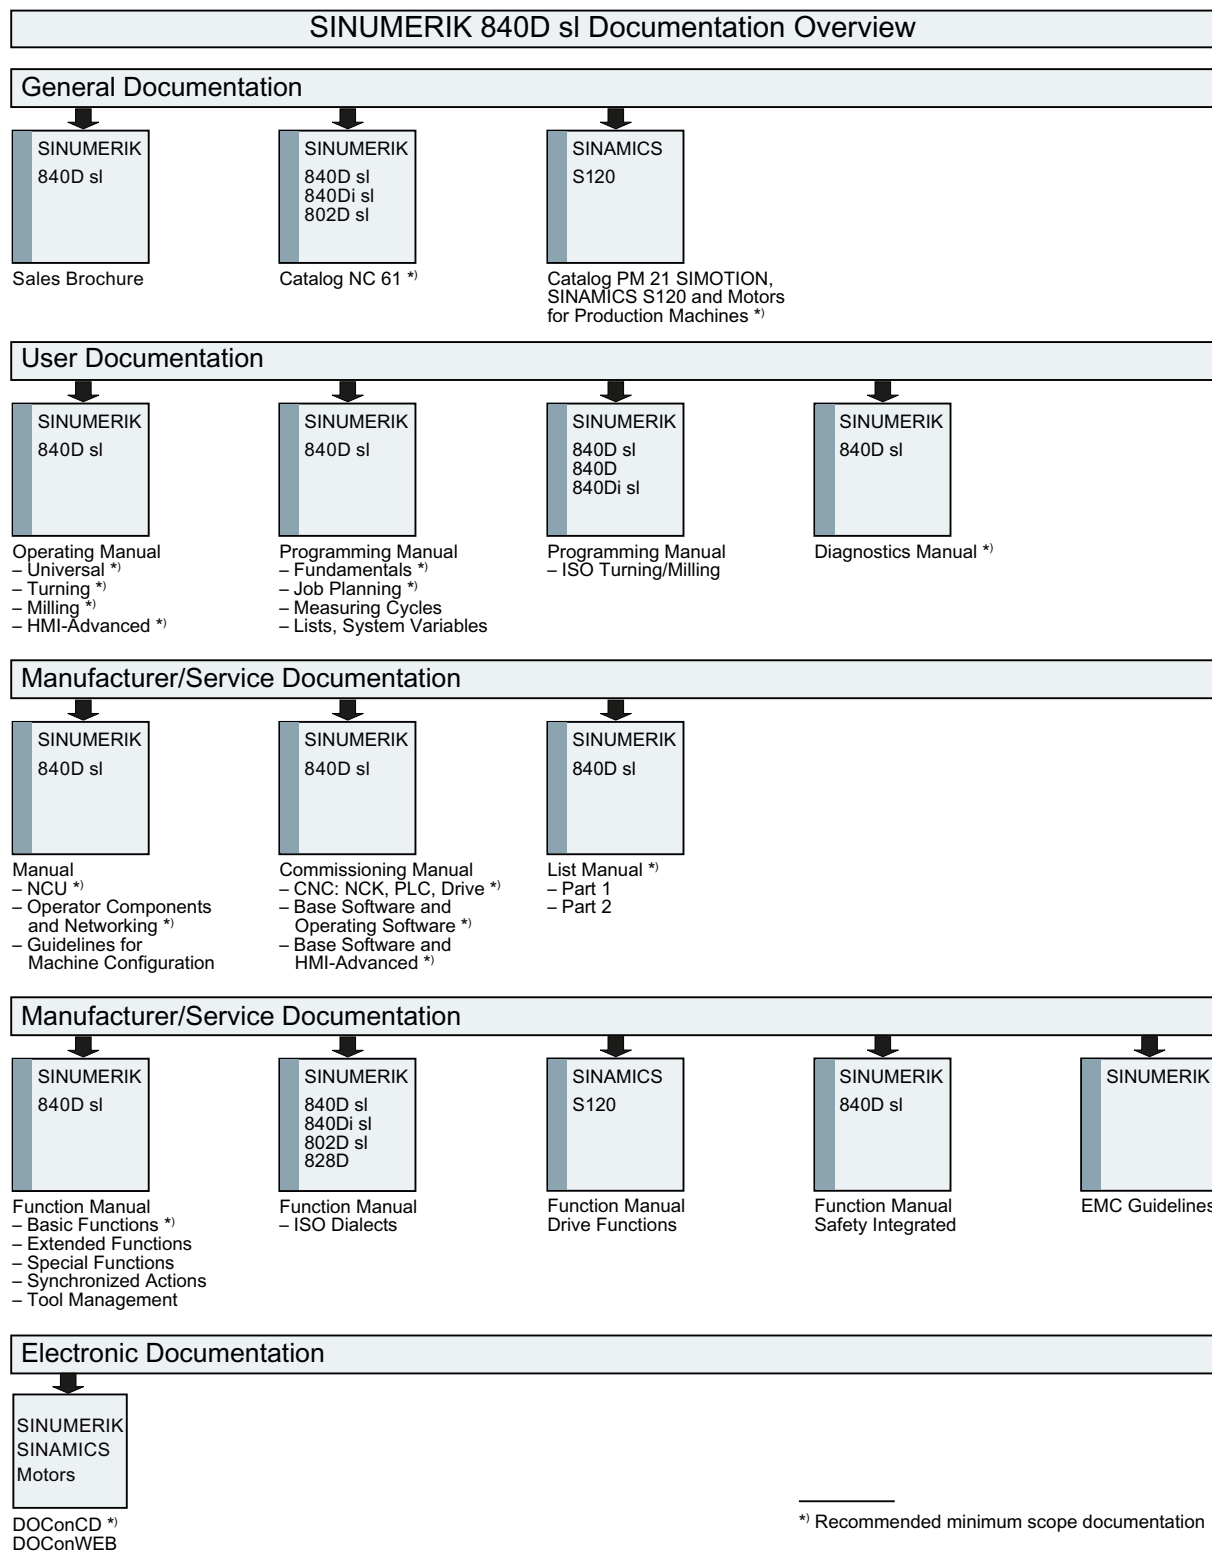 SINUMERIK 840D sl Documentation Overview
General Documentation
SINUMERIK
840D sl
Sales Brochure
SINUMERIK
840D sl
840Di sl
802D sl
Catalog NC 61 *)
SINAMICS
S120
Catalog PM 21 SIMOTION,
SINAMICS S120 and Motors
for Production Machines *)
User Documentation
SINUMERIK
840D sl
Operating Manual
– Universal *)
– Turning *)
– Milling *)
– HMI-Advanced *)
SINUMERIK
840D sl
Programming Manual
– Fundamentals *)
– Job Planning *)
– Measuring Cycles
– Lists, System Variables
SINUMERIK
840D sl
840D
840Di sl
Programming Manual
– ISO Turning/Milling
SINUMERIK
840D sl
Diagnostics Manual *)
Manufacturer/Service Documentation
SINUMERIK
840D sl
Manual
– NCU *)
– Operator Components
and Networking *)
– Guidelines for
Machine Configuration
SINUMERIK
840D sl
Commissioning Manual
– CNC: NCK, PLC, Drive *)
– Base Software and
Operating Software *)
– Base Software and
HMI-Advanced *)
SINUMERIK
840D sl
List Manual *)
– Part 1
– Part 2
Manufacturer/Service Documentation
SINUMERIK
840D sl
Function Manual
– Basic Functions *)
– Extended Functions
– Special Functions
– Synchronized Actions
– Tool Management
SINUMERIK
840D sl
840Di sl
802D sl
828D
Function Manual
– ISO Dialects
SINAMICS
S120
Function Manual
Drive Functions
SINUMERIK
840D sl
Function Manual
Safety Integrated
SINUMERIK
EMC Guidelines
Electronic Documentation
SINUMERIK
SINAMICS
Motors
DOConCD *)
DOConWEB
*) Recommended minimum scope documentation